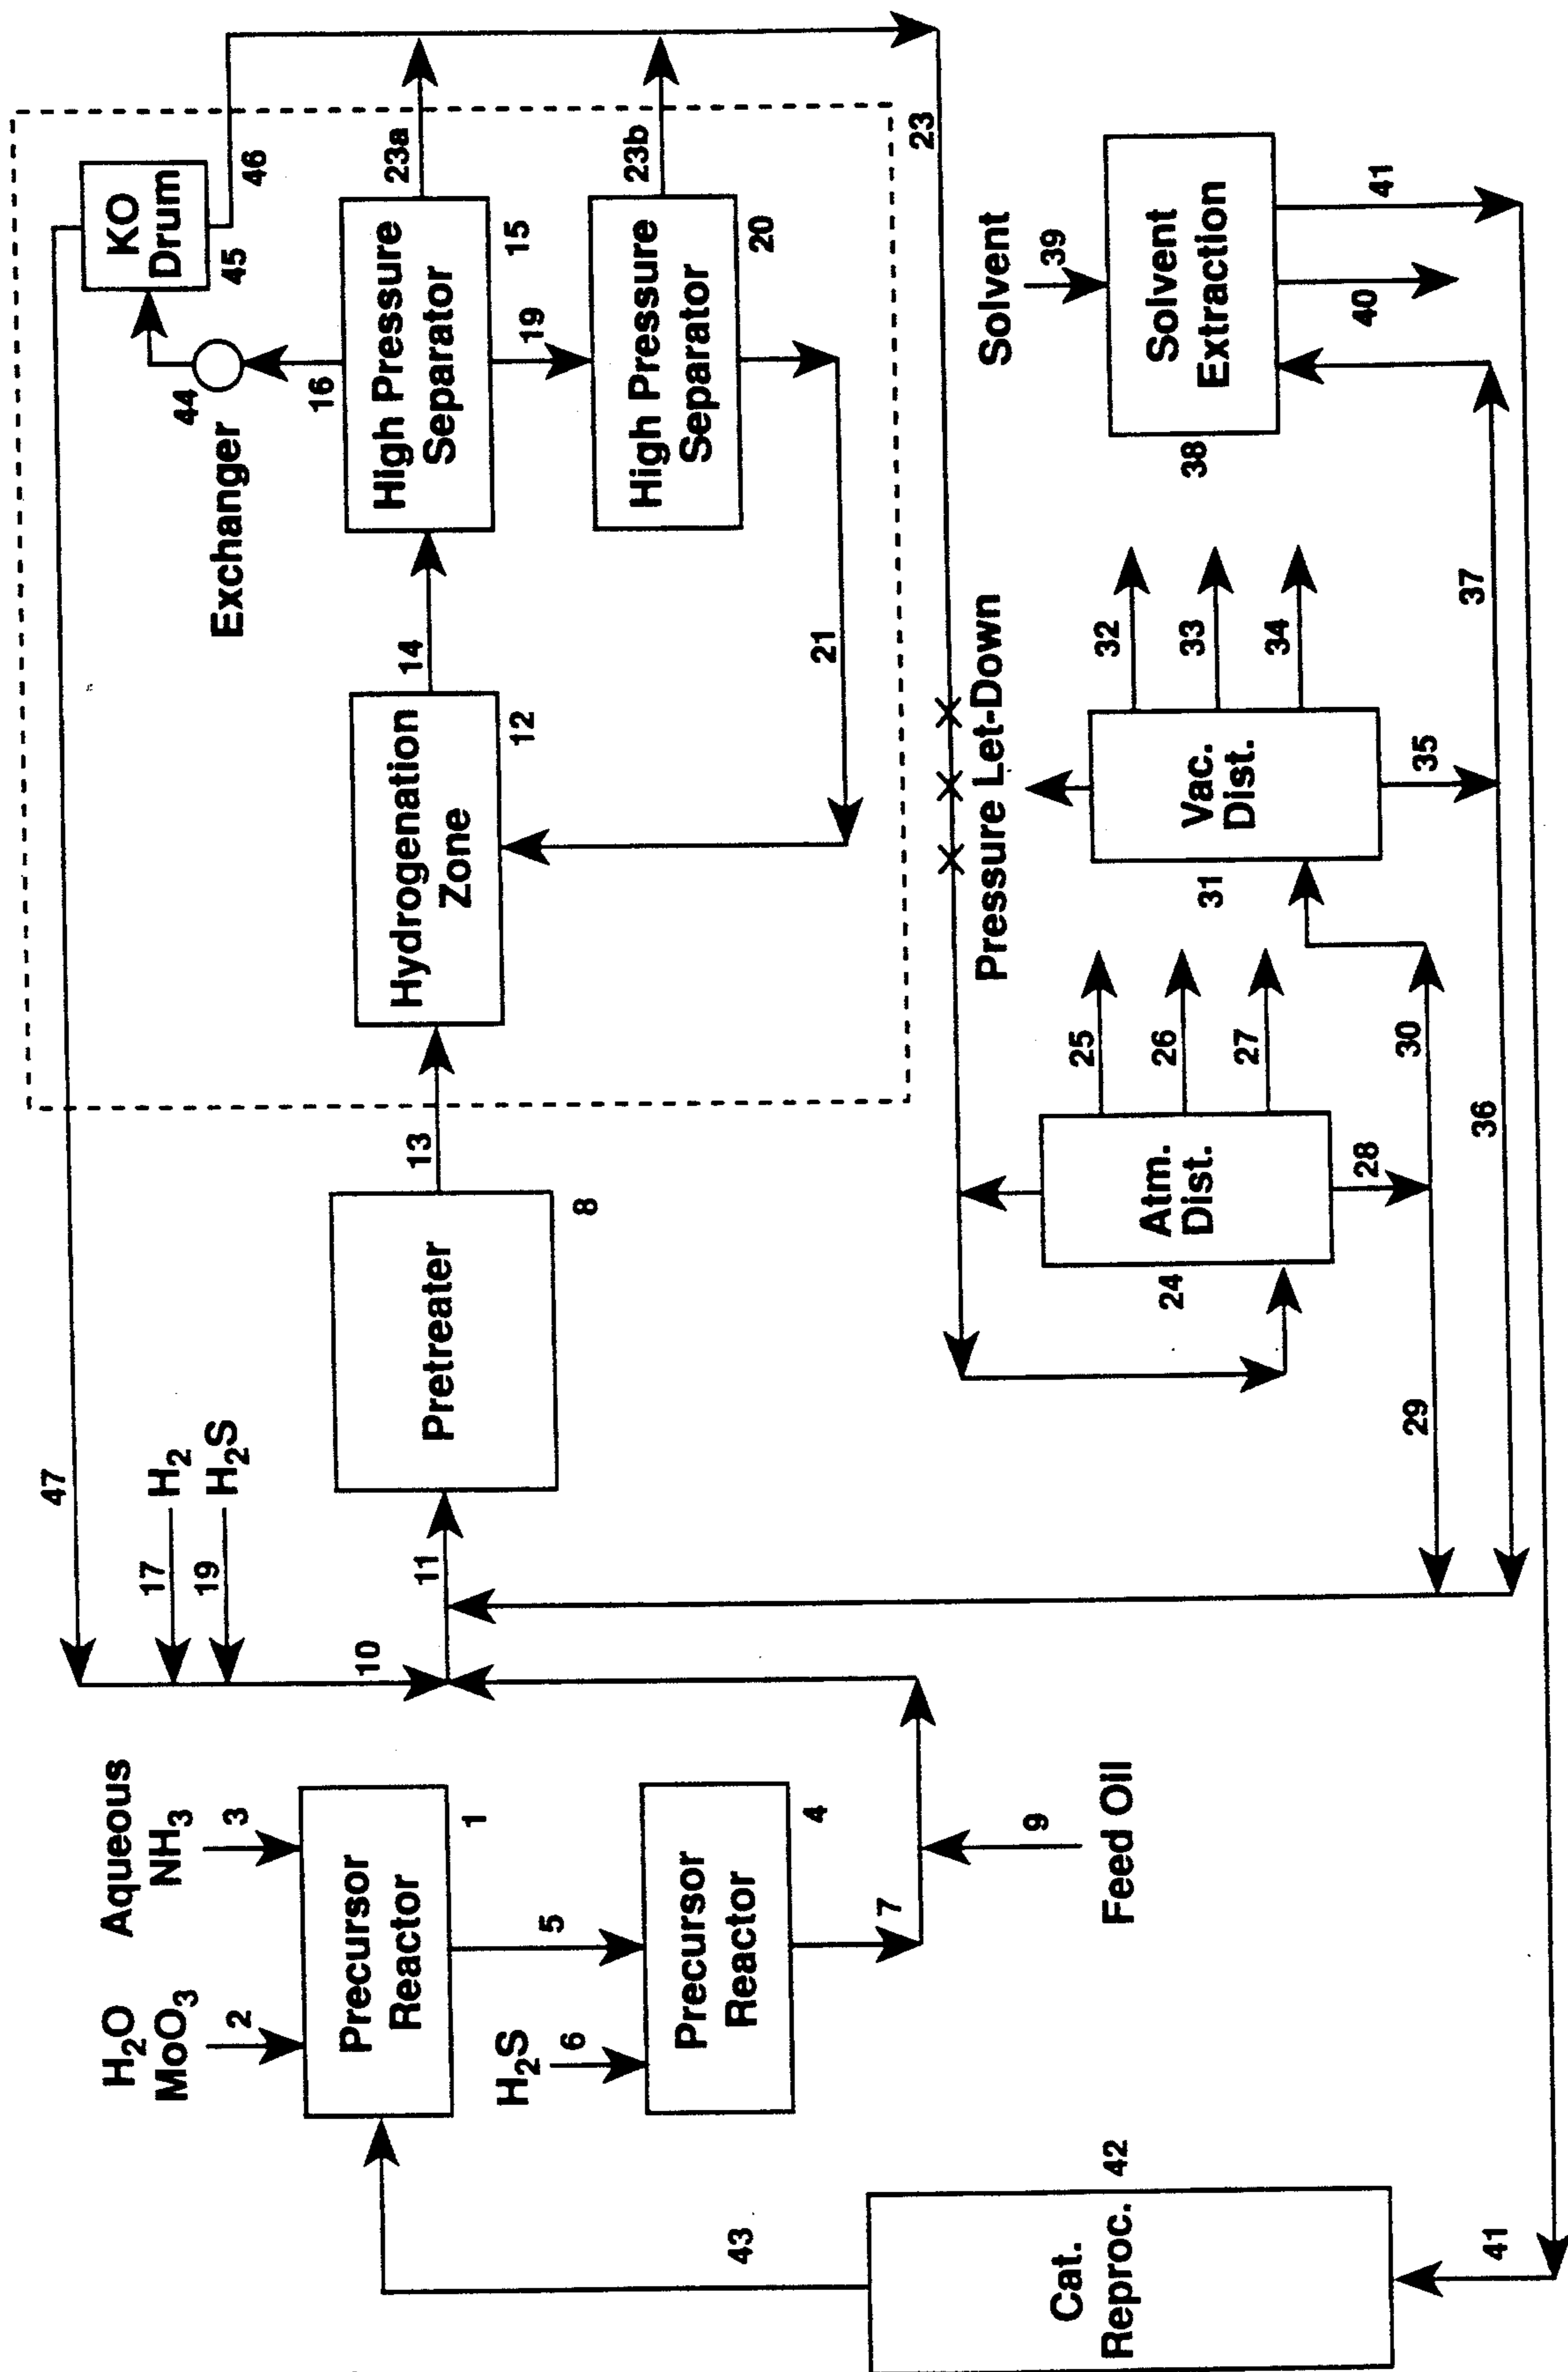 47
17
H2
19
H2S
Aqueous
NH3
3
H2O
MoO3
2
Precursor
Reactor
1
5
H2S
6
Precursor
Reactor
4
7
9
Feed Oil
10
11
Pretreater
8
13
Hydrogenation
Zone
12
14
High Pressure
Separator
15
16
44
Exchanger
KO
Drum
45
46
23a
19
High Pressure
Separator
20
23b
21
23
Pressure Let-Down
Atm.
Dist.
24
25
26
27
28
29
30
Vac.
Dist.
31
32
33
34
35
36
37
Solvent
39
Solvent
Extraction
38
40
41
Cat.
Reproc.
42
43
41